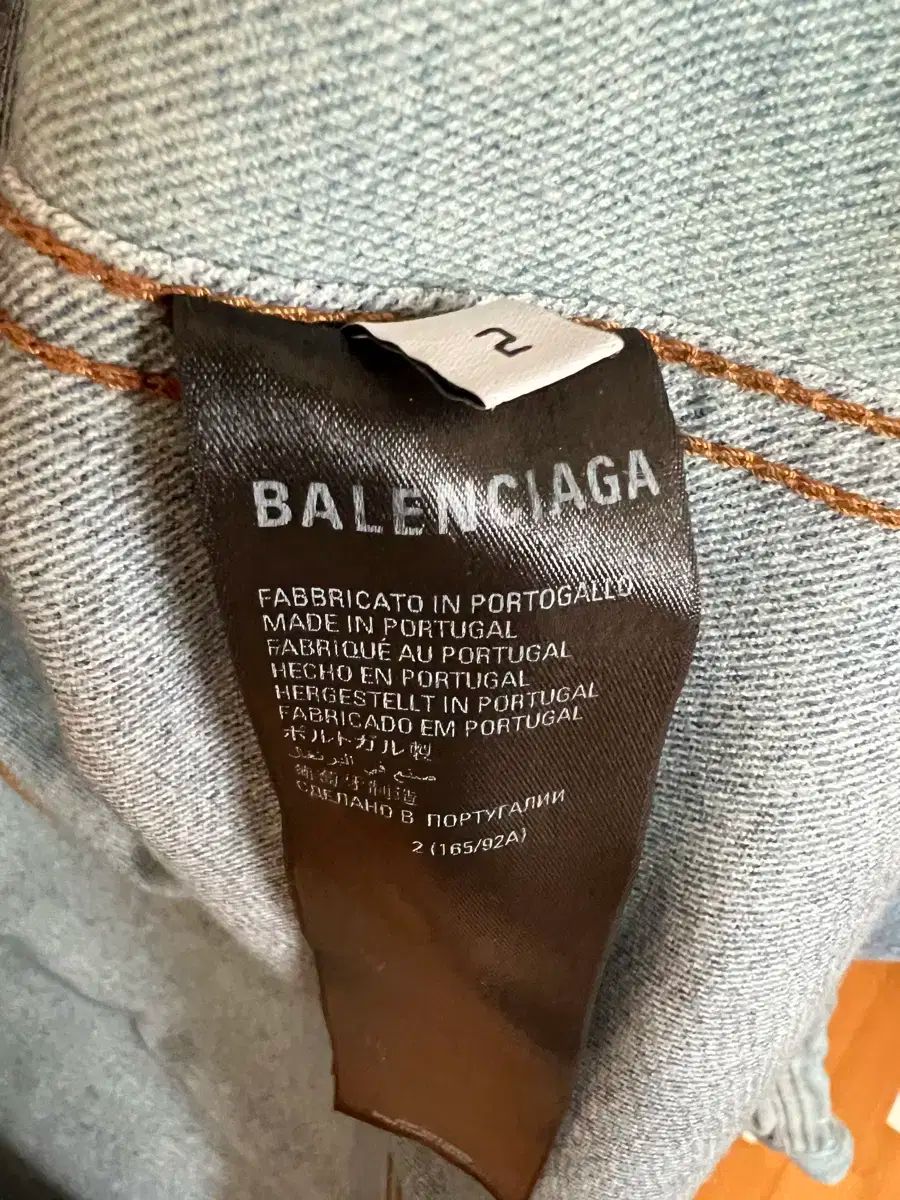 2
BALENCIAGA
FABBRICATO IN PORTOGALLO
MADE IN PORTUGAL
FABRIQUÉ AU PORTUGAL
HECHO EN PORTUGAL
HERGESTELLT IN PORTUGAL
FABRICADO EM PORTUGAL
ポルトガル製
صنع في البرتغال
葡萄牙制造
СДЕЛАНО В ПОРТУГАЛИИ
2 (165/92A)